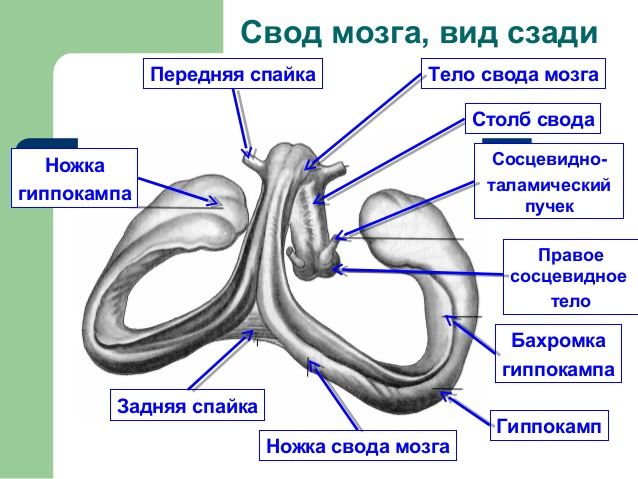 Свод мозга, вид сзади
Передняя спайка
Тело свода мозга
Столб свода
Ножка
гиппокампа
Сосцевидно-
таламический
пучек
Правое
сосцевидное
тело
Бахромка
гиппокампа
Задняя спайка
Гиппокамп
Ножка свода мозга